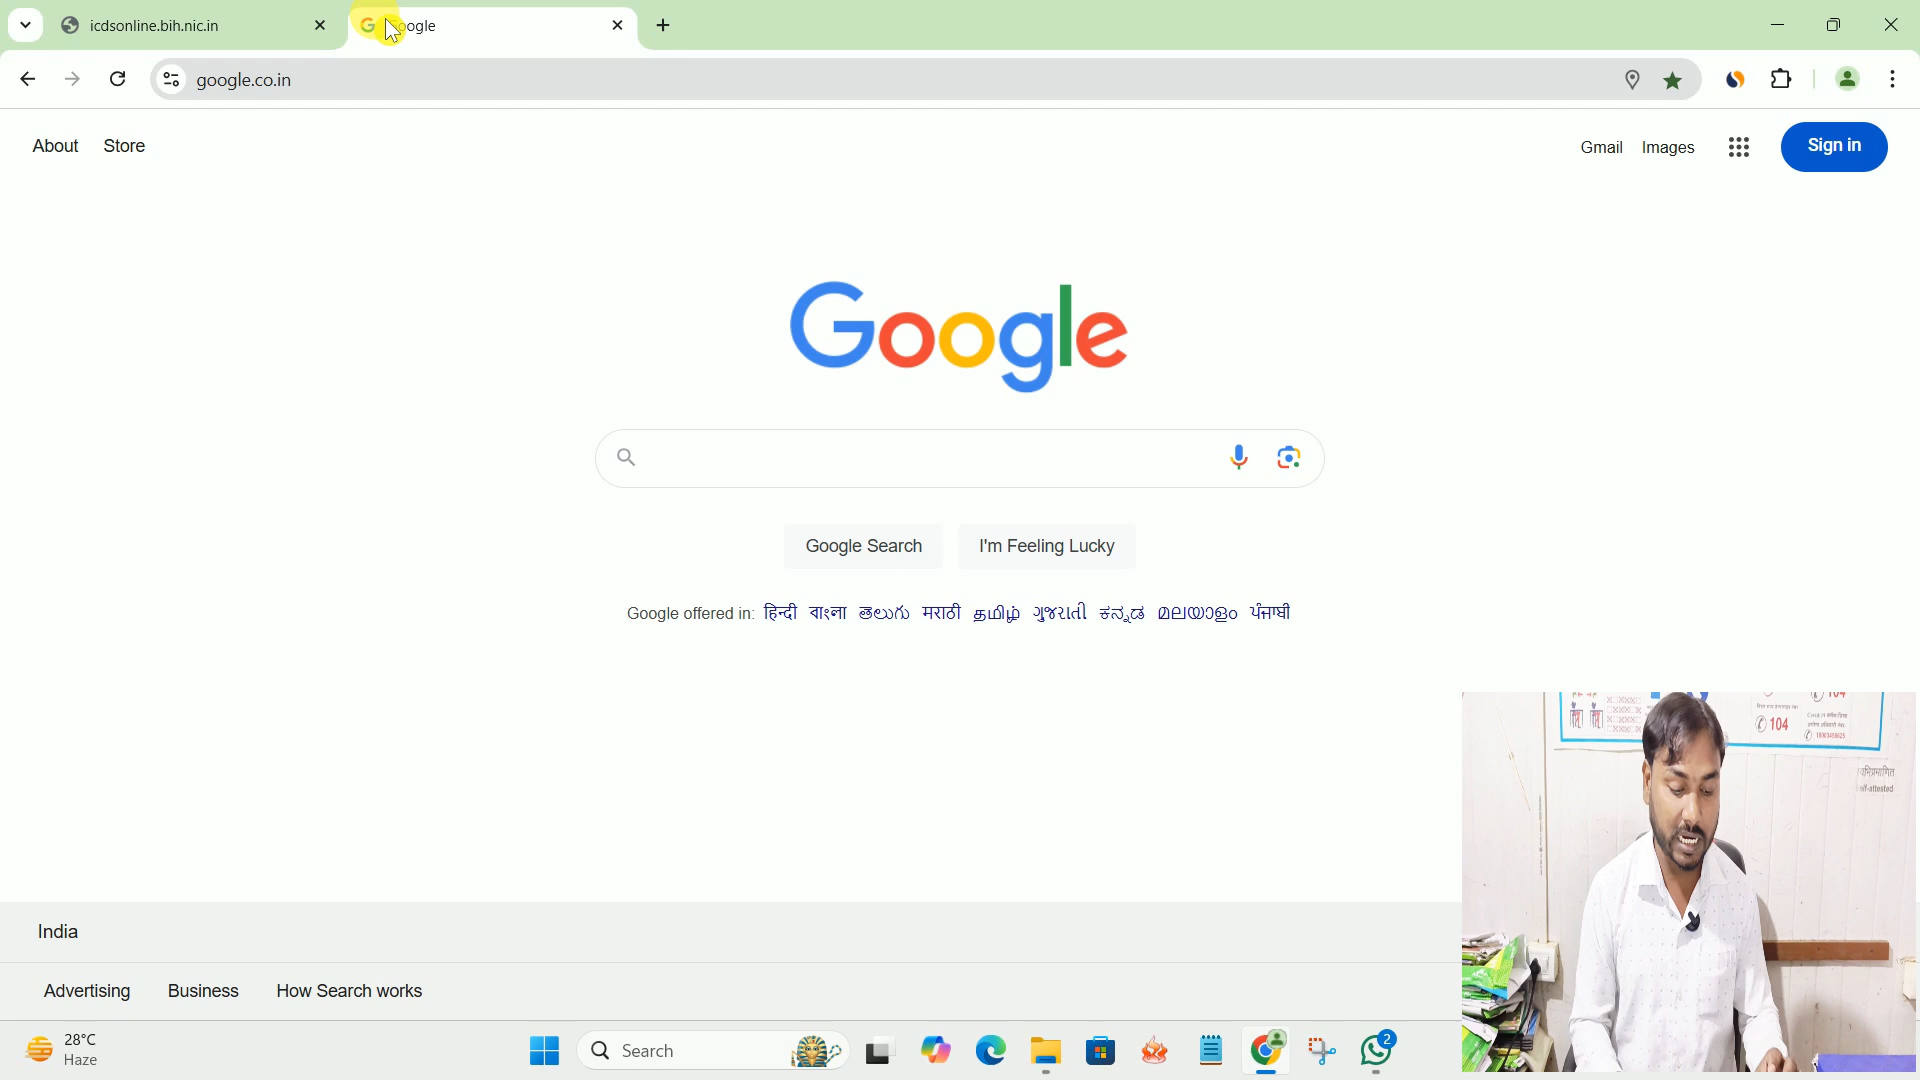 icdsonline.bih.nic.in
Google
google.co.in
About Store
Gmail Images Sign in
Google
Google Search I'm Feeling Lucky
Google offered in: हिन्दी বাংলা తెలుగు मराठी தமிழ் ગુજરાતી ಕನ್ನಡ മലയാളം ਪੰਜਾਬੀ
104
104
India
Advertising Business How Search works
28°C
Haze
Search
2